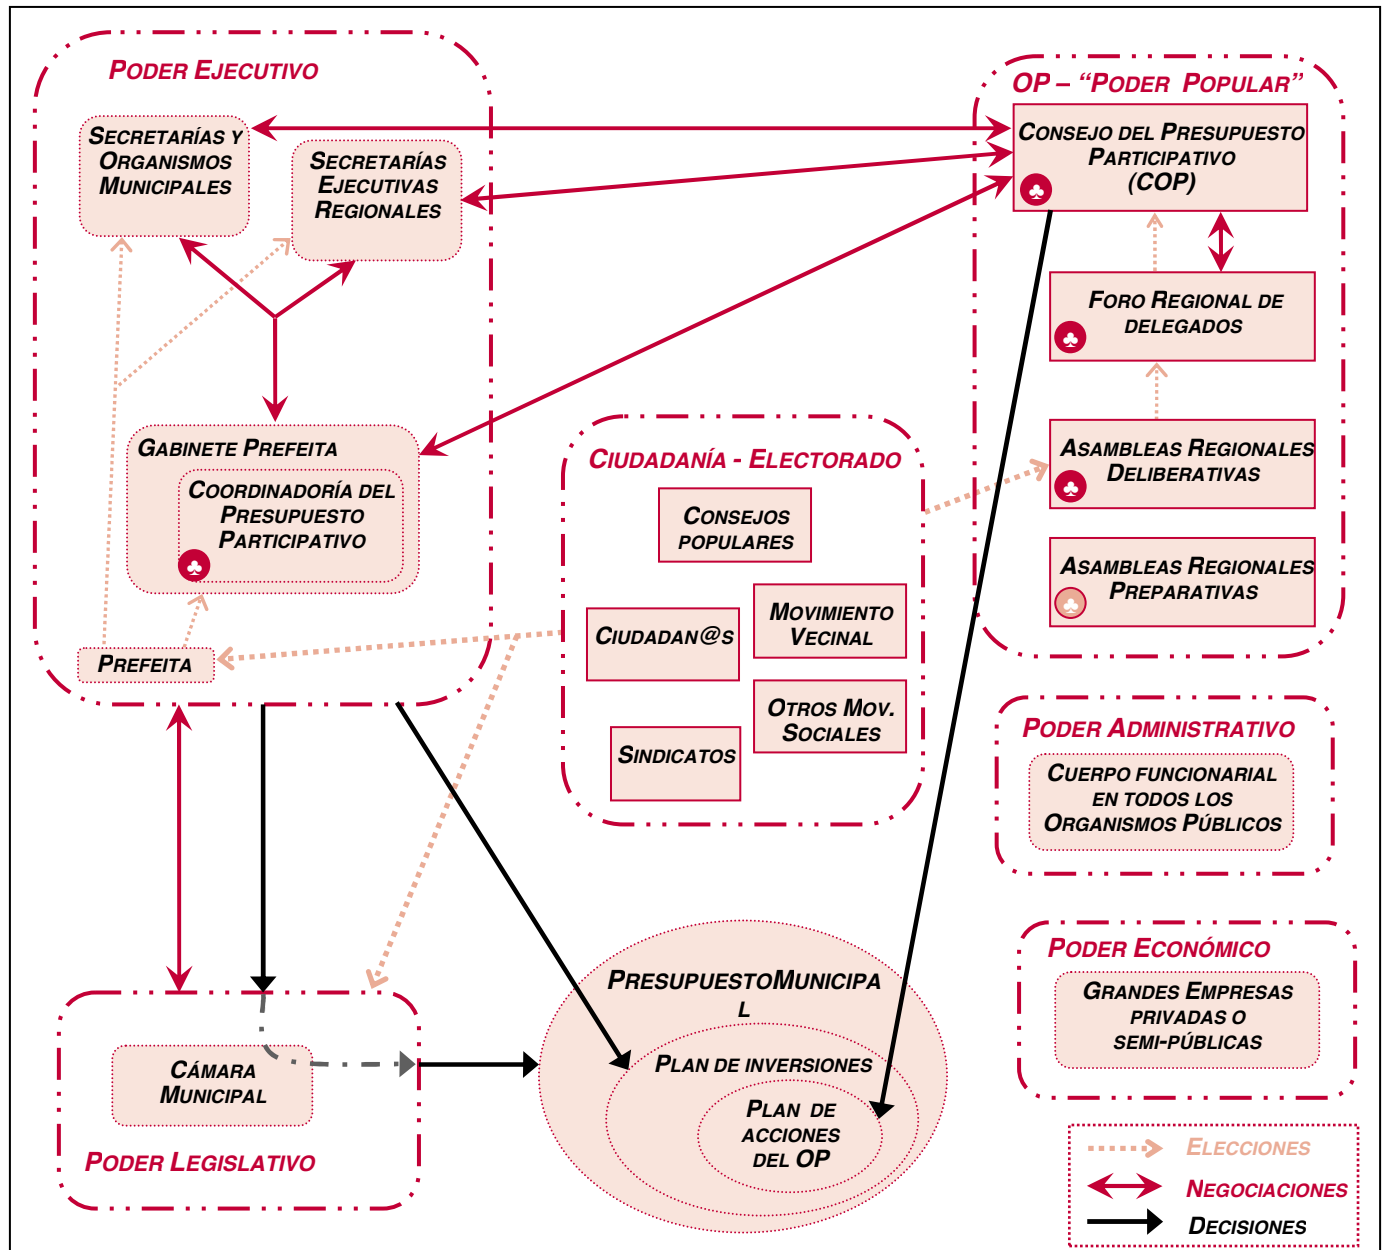 PODER EJECUTIVO
SECRETARÍAS Y
ORGANISMOS
MUNICIPALES
SECRETARÍAS
EJECUTIVAS
REGIONALES
GABINETE PREFEITA
COORDINADORÍA DEL
PRESUPUESTO
PARTICIPATIVO
PREFEITA
OP – “PODER POPULAR”
CONSEJO DEL PRESUPUESTO
PARTICIPATIVO
(COP)
FORO REGIONAL DE
DELEGADOS
ASAMBLEAS REGIONALES
DELIBERATIVAS
ASAMBLEAS REGIONALES
PREPARATIVAS
CIUDADANÍA - ELECTORADO
CONSEJOS
POPULARES
CIUDADAN@S
MOVIMIENTO
VECINAL
OTROS MOV.
SOCIALES
SINDICATOS
PODER ADMINISTRATIVO
CUERPO FUNCIONARIAL
EN TODOS LOS
ORGANISMOS PÚBLICOS
PODER ECONÓMICO
GRANDES EMPRESAS
PRIVADAS O
SEMI-PÚBLICAS
CÁMARA
MUNICIPAL
PODER LEGISLATIVO
PRESUPUESTOMUNICIPA
L
PLAN DE INVERSIONES
PLAN DE
ACCIONES
DEL OP
ELECCIONES
NEGOCIACIONES
DECISIONES